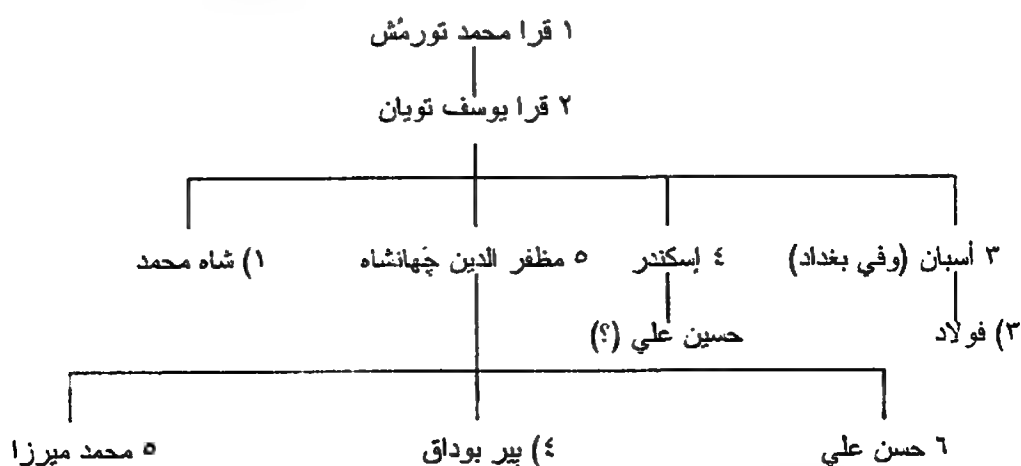 ١ قرا محمد تورمُش
٢ قرا يوسف تويان
٣ أسبان (وفي بغداد) ٤ إسكندر ٥ مظفر الدين چَهانشاه ١) شاه محمد
٣) فولاد حسين علي (؟)
٦ حسن علي ٤) پير بوداق ٥ محمد ميرزا